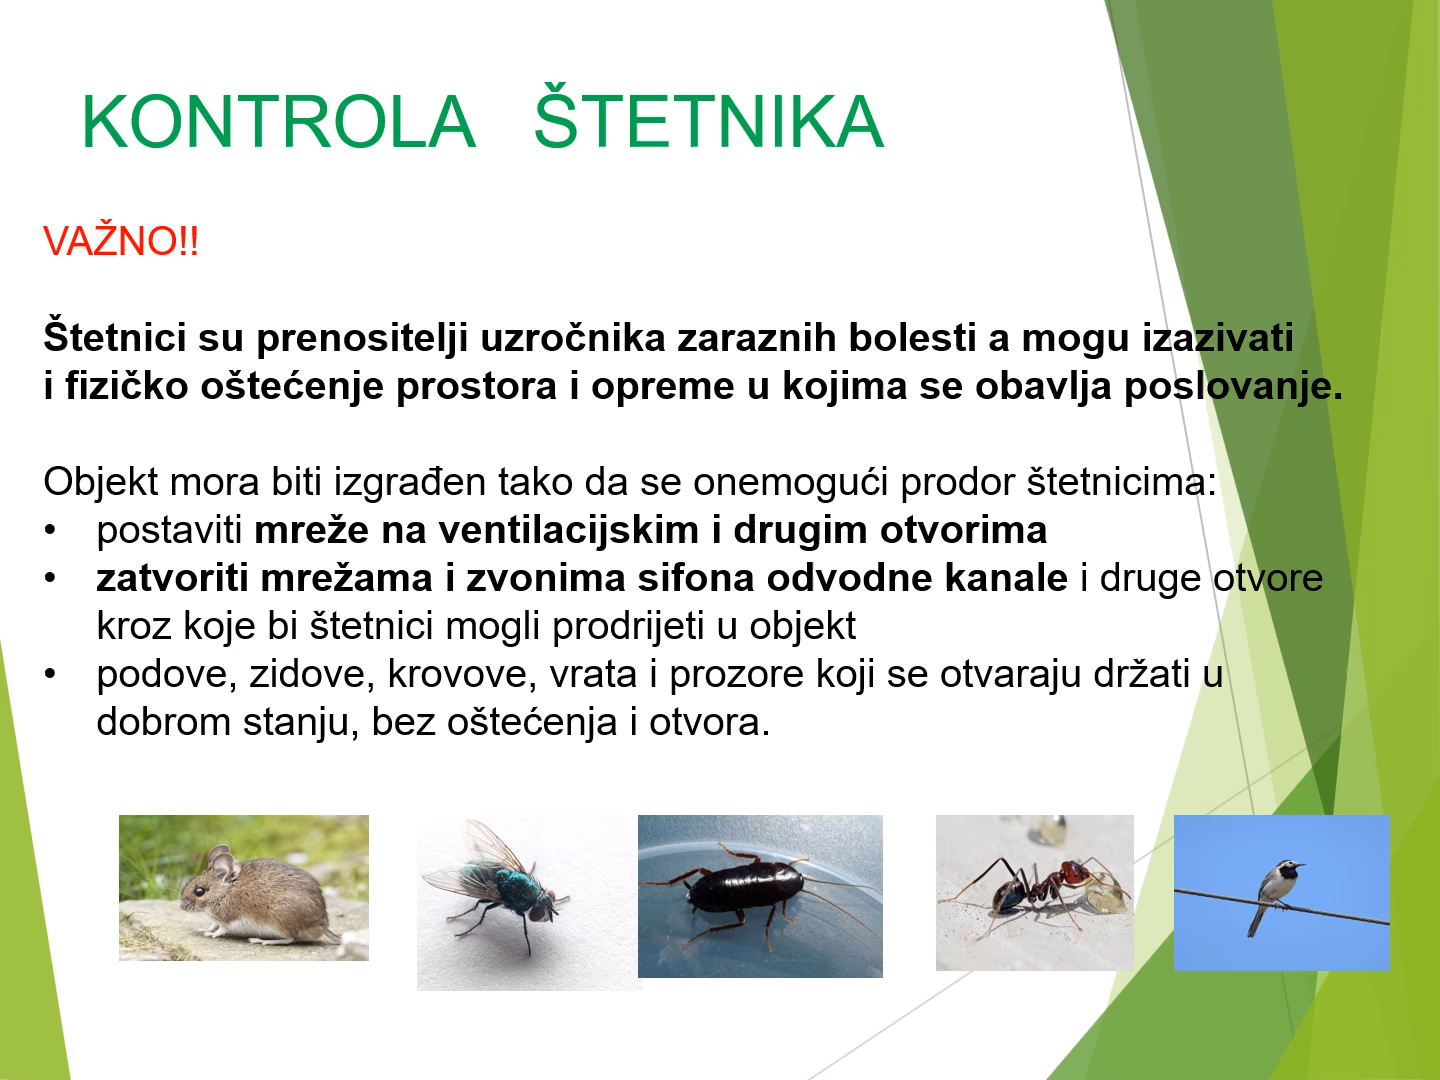 KONTROLA ŠTETNIKA
VAŽNO!!
Štetnici su prenositelji uzročnika zaraznih bolesti a mogu izazivati
i fizičko oštećenje prostora i opreme u kojima se obavlja poslovanje.
Objekt mora biti izgrađen tako da se onemogući prodor štetnicima:
• postaviti mreže na ventilacijskim i drugim otvorima
• zatvoriti mrežama i zvonima sifona odvodne kanale i druge otvore
kroz koje bi štetnici mogli prodrijeti u objekt
• podove, zidove, krovove, vrata i prozore koji se otvaraju držati u
dobrom stanju, bez oštećenja i otvora.